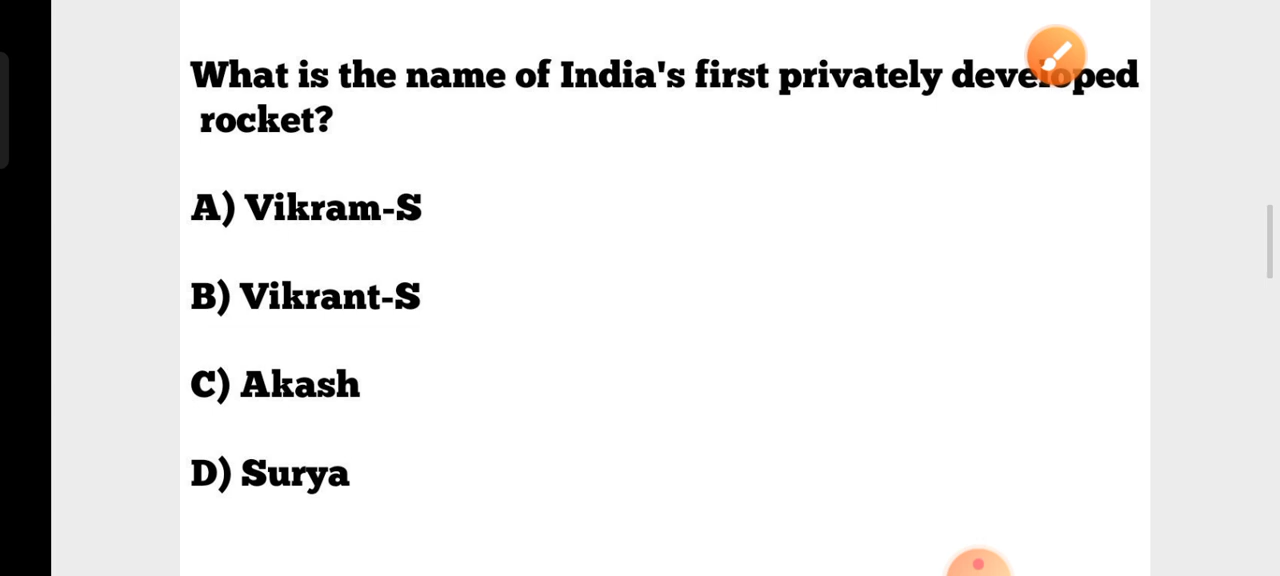 What is the name of India's first privately developed
rocket?
A) Vikram-S
B) Vikrant-S
C) Akash
D) Surya